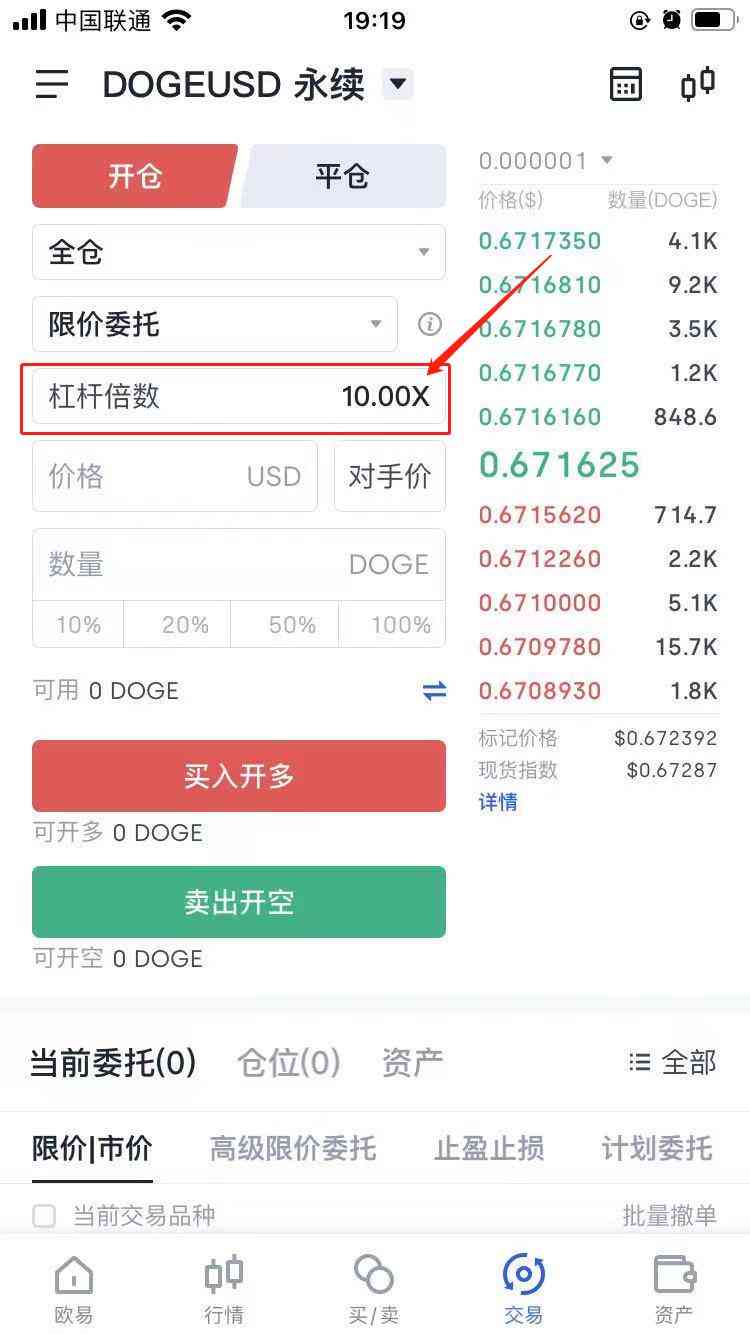 中国联通 19:19
DOGEUSD 永续
开仓 平仓
全仓
限价委托
杠杆倍数 10.00X
价格 USD 对手价
数量 DOGE
10% 20% 50% 100%
可用 0 DOGE
买入开多
可开多 0 DOGE
卖出开空
可开空 0 DOGE
0.000001
价格($) 数量(DOGE)
0.6717350 4.1K
0.6716810 9.2K
0.6716780 3.5K
0.6716770 1.2K
0.6716160 848.6
0.671625
0.6715620 714.7
0.6712260 2.2K
0.6710000 5.1K
0.6709780 15.7K
0.6708930 1.8K
标记价格 $0.672392
现货指数 $0.67287
详情
当前委托(0) 仓位(0) 资产 全部
限价|市价 高级限价委托 止盈止损 计划委托
当前交易品种 批量撤单
欧易 行情 买/卖 交易 资产